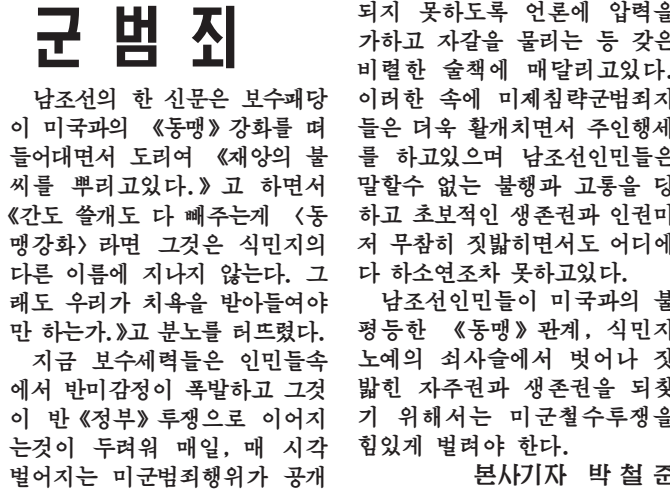 군 범 죄
남조선의 한 신문은 보수패당
이 미국과의 《동맹》강화를 떠
들어대면서 도리여 《재앙의 불
씨를 뿌리고있다.》고 하면서
《간도 쓸개도 다 빼주는게 〈동
맹강화〉라면 그것은 식민지의
다른 이름에 지나지 않는다. 그
래도 우리가 치욕을 받아들여야
만 하는가.》고 분노를 터뜨렸다.
지금 보수세력들은 인민들속
에서 반미감정이 폭발하고 그것
이 반《정부》투쟁으로 이어지
는것이 두려워 매일, 매 시각
벌어지는 미군범죄행위가 공개
되지 못하도록 언론에 압력을
가하고 자갈을 물리는 등 갖은
비렬한 술책에 매달리고있다.
이러한 속에 미제침략군범죄자
들은 더욱 활개치면서 주인행세
를 하고있으며 남조선인민들은
말할수 없는 불행과 고통을 당
하고 초보적인 생존권과 인권마
저 무참히 짓밟히면서도 어디에
다 하소연조차 못하고있다.
남조선인민들이 미국과의 불
평등한 《동맹》관계, 식민지
노예의 쇠사슬에서 벗어나 짓
밟힌 자주권과 생존권을 되찾
기 위해서는 미군철수투쟁을
힘있게 벌려야 한다.
본사기자 박 철 준